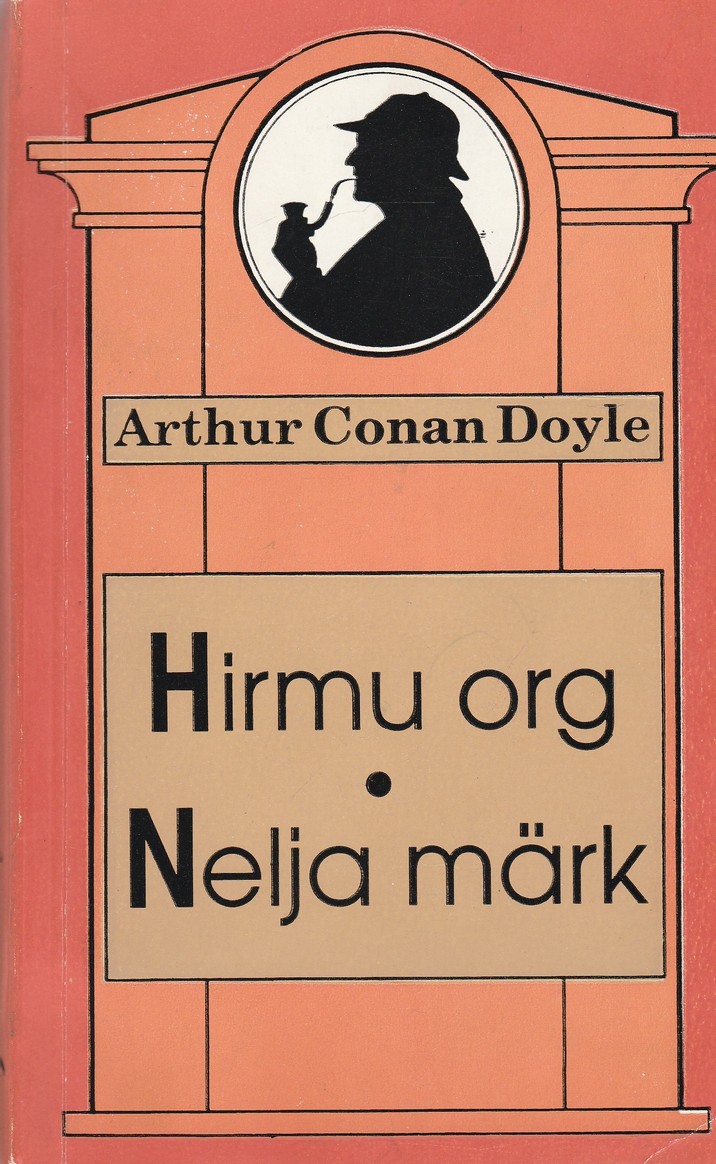 Arthur Conan Doyle
Hirmu org
•
Nelja märk